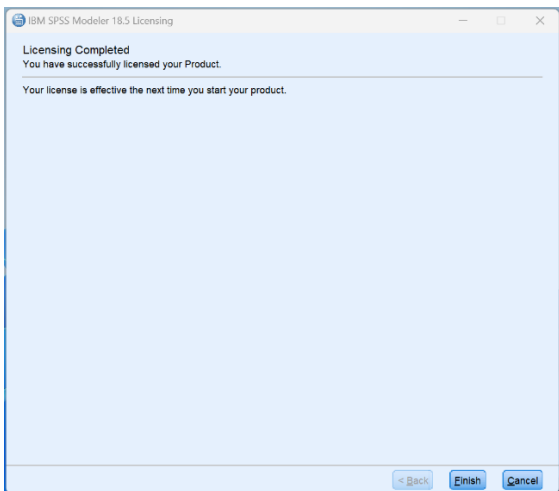 IBM SPSS Modeler 18.5 Licensing
Licensing Completed
You have successfully licensed your Product.
Your license is effective the next time you start your product.
< Back Finish Cancel